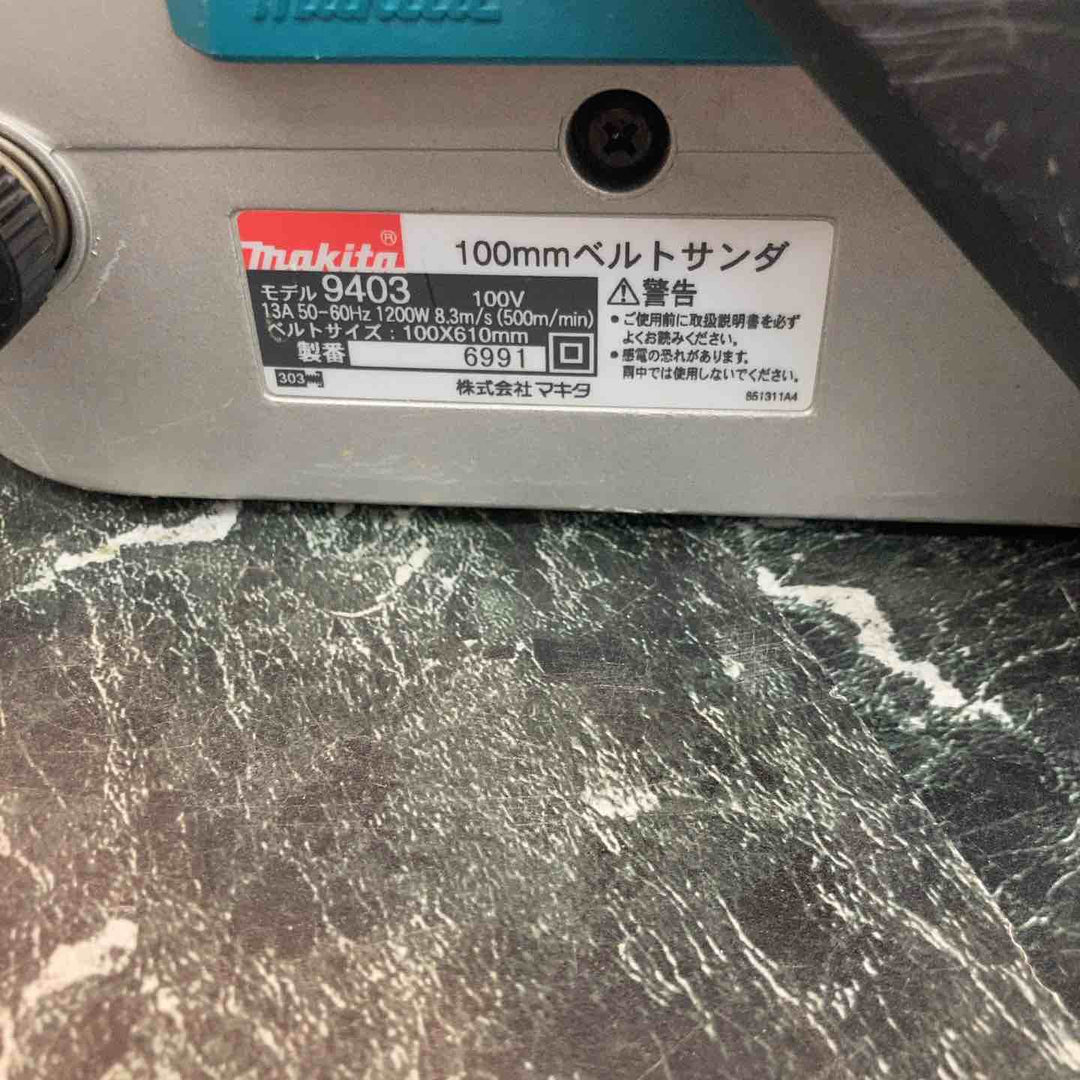 makita
makita®
100mmベルトサンダ
モデル 9403 100V
13A 50-60Hz 1200W 8.3m/s (500m/min)
ベルトサイズ：100X610mm
製番 6991
303
株式会社マキタ
⚠警告
●ご使用前に取扱説明書を必ず
よくお読みください。
●感電の恐れがあります。
雨中では使用しないでください。
851311A4